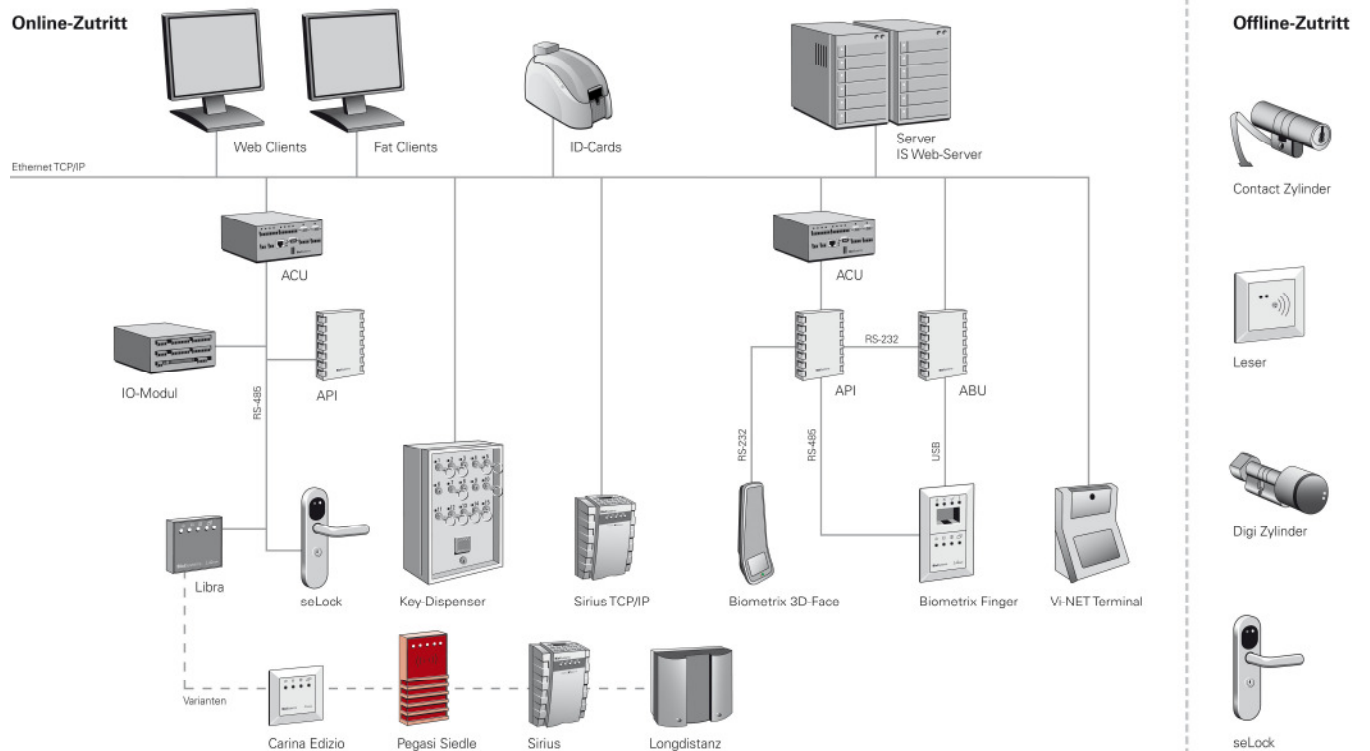 Online-Zutritt
Offline-Zutritt
Web Clients
Fat Clients
ID-Cards
Server
IS Web-Server
Ethernet TCP/IP
Contact Zylinder
ACU
ACU
RS-232
Leser
IO-Modul
API
API
ABU
RS-485
RS-232
RS-485
USB
Digi Zylinder
Libra
seLock
Key-Dispenser
Sirius TCP/IP
Biometrix 3D-Face
Biometrix Finger
Vi-NET Terminal
Varianten
Carina Edizio
Pegasi Siedle
Sirius
Longdistanz
seLock